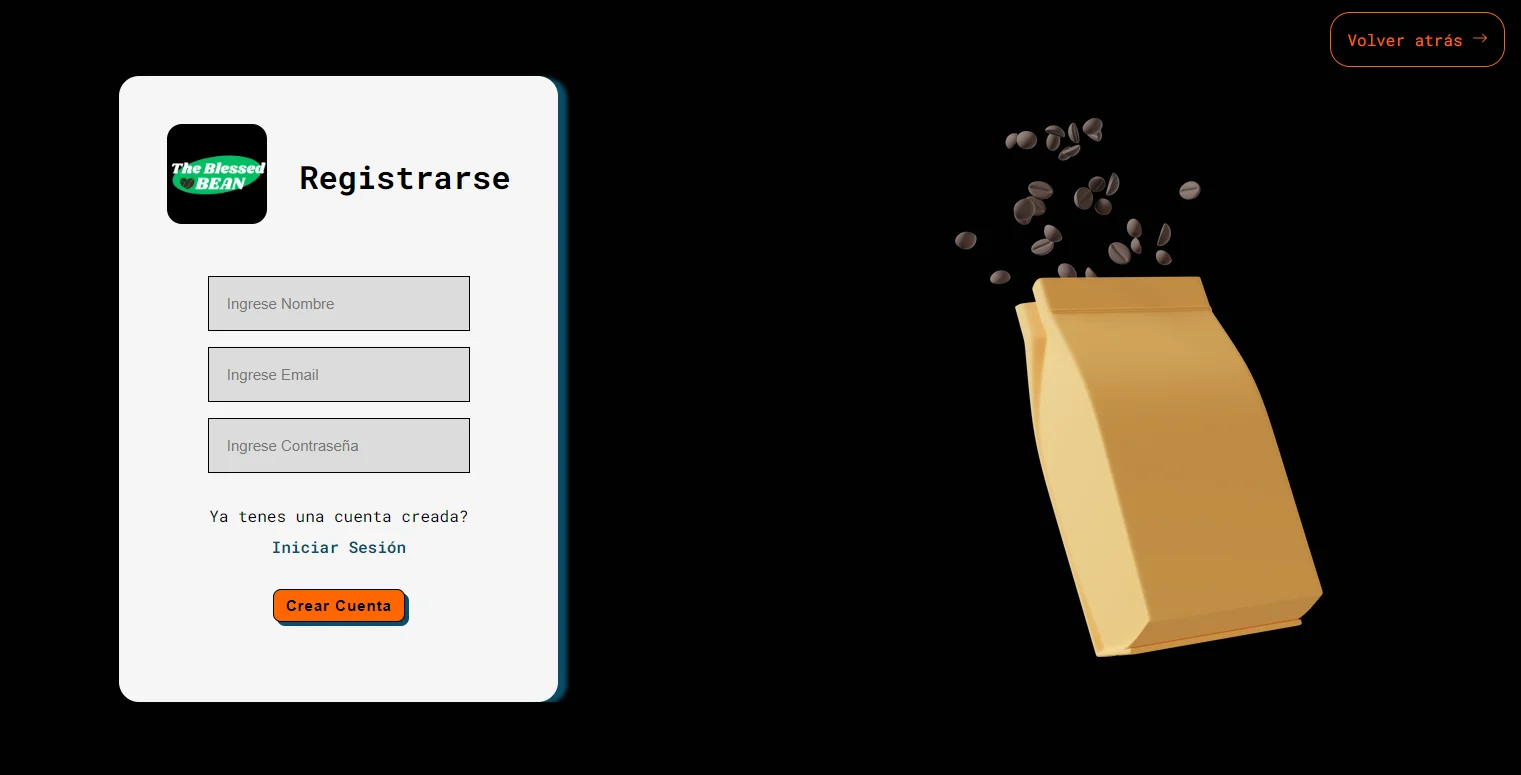 Volver atrás →
The Blessed
BEAN
Registrarse
Ingrese Nombre
Ingrese Email
Ingrese Contraseña
Ya tenes una cuenta creada?
Iniciar Sesión
Crear Cuenta